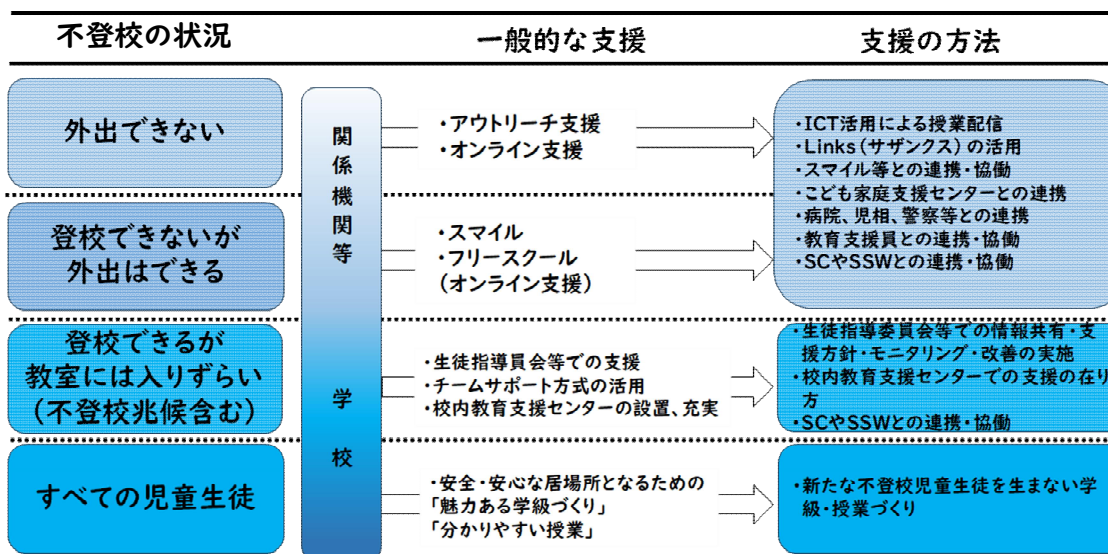 不登校の状況
一般的な支援
支援の方法
外出できない
関係機関等
・アウトリーチ支援
・オンライン支援
・ICT活用による授業配信
・Links(サザンクス)の活用
・スマイル等との連携・協働
・こども家庭支援センターとの連携
・病院、児相、警察等との連携
・教育支援員との連携・協働
・SCやSSWとの連携・協働
登校できないが
外出はできる
・スマイル
・フリースクール
(オンライン支援)
登校できるが
教室には入りずらい
(不登校兆候含む)
学校
・生徒指導員会等での支援
・チームサポート方式の活用
・校内教育支援センターの設置、充実
・生徒指導委員会等での情報共有・支
援方針・モニタリング・改善の実施
・校内教育支援センターでの支援の在り
方
・SCやSSWとの連携・協働
すべての児童生徒
・安全・安心な居場所となるための
「魅力ある学級づくり」
「分かりやすい授業」
・新たな不登校児童生徒を生まない学
級・授業づくり